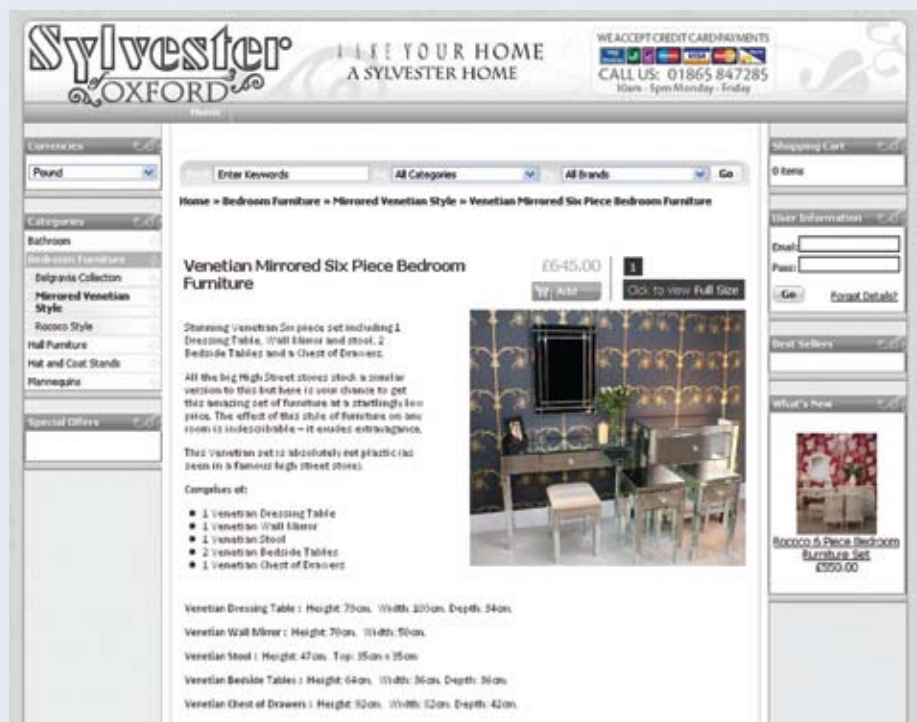 Sylvester
OXFORD
MAKE YOUR HOME
A SYLVESTER HOME
WE ACCEPT CREDIT CARD PAYMENTS
VISA
CALL US: 01865 847285
10am - 5pm Monday - Friday
Home
Currencies
Pound
Categories
Bathroom
Bedroom Furniture
Belgravia Collection
Mirrored Venetian
Style
Rococo Style
Hall Furniture
Hat and Coat Stands
Mannequins
Special Offers
Enter Keywords
All Categories
All Brands
Go
Home » Bedroom Furniture » Mirrored Venetian Style » Venetian Mirrored Six Piece Bedroom Furniture
Venetian Mirrored Six Piece Bedroom
Furniture
£645.00
1
Add
Click to view Full Size
Stunning Venetian Six piece set including 1
Dressing Table, Wall Mirror and stool, 2
Bedside Tables and a Chest of Drawers.
All the big High Street stores stock a similar
version to this but here is your chance to get
this amazing set of furniture at a startlingly low
price. The effect of this style of furniture on any
room is indescribable – it exudes extravagance.
This Venetian set is absolutely not plastic (as
seen in a famous high street store).
Comprises of:
● 1 Venetian Dressing Table
● 1 Venetian Wall Mirror
● 1 Venetian Stool
● 2 Venetian Bedside Tables
● 1 Venetian Chest of Drawers
Venetian Dressing Table : Height: 79cm. Width: 100cm. Depth: 34cm.
Venetian Wall Mirror : Height: 70cm. Width: 50cm.
Venetian Stool : Height: 47cm. Top: 35cm x 35cm
Venetian Bedside Tables : Height: 64cm. Width: 36cm. Depth: 36cm.
Venetian Chest of Drawers : Height: 92cm. Width: 82cm. Depth: 42cm.
Shopping Cart
0 items
User Information
Email:
Pass:
Go
Forgot Details?
Best Sellers
What's New
Rococo 6 Piece Bedroom
Furniture Set
£550.00